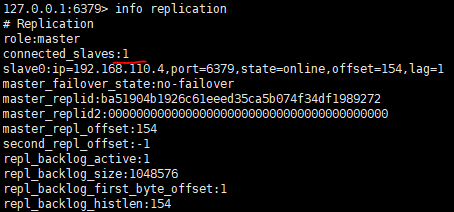 127.0.0.1:6379> info replication
# Replication
role:master
connected_slaves:1
slave0:ip=192.168.110.4,port=6379,state=online,offset=154,lag=1
master_failover_state:no-failover
master_replid:ba51904b1926c61eeed35ca5b074f34df1989272
master_replid2:0000000000000000000000000000000000000000
master_repl_offset:154
second_repl_offset:-1
repl_backlog_active:1
repl_backlog_size:1048576
repl_backlog_first_byte_offset:1
repl_backlog_histlen:154